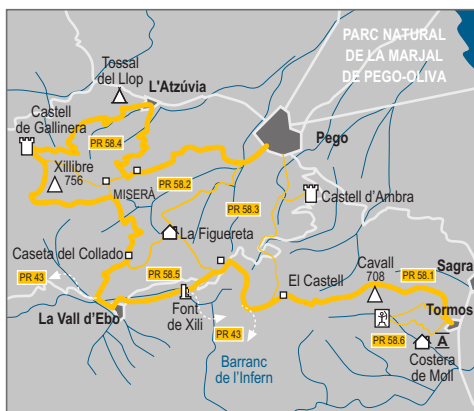 PARC NATURAL
DE LA MARJAL
DE PEGO-OLIVA
Tossal
del Llop
L'Atzúvia
Castell
de Gallinera
PR 58.4
Pego
Xillibre
756
MISERÀ
PR 58.2
PR 58.3
Castell d'Ambra
La Figuereta
Caseta del Collado
Cavall
708
Sagra
PR 43
PR 58.5
El Castell
PR 58.1
La Vall d'Ebo
Font
de Xili
Tormos
PR 43
PR 58.6
A
Barranc
de l'Infern
Costera
de Moll